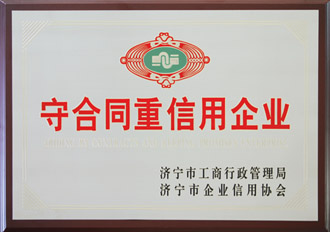 守合同重信用企业
济宁市工商行政管理局
济宁市企业信用协会